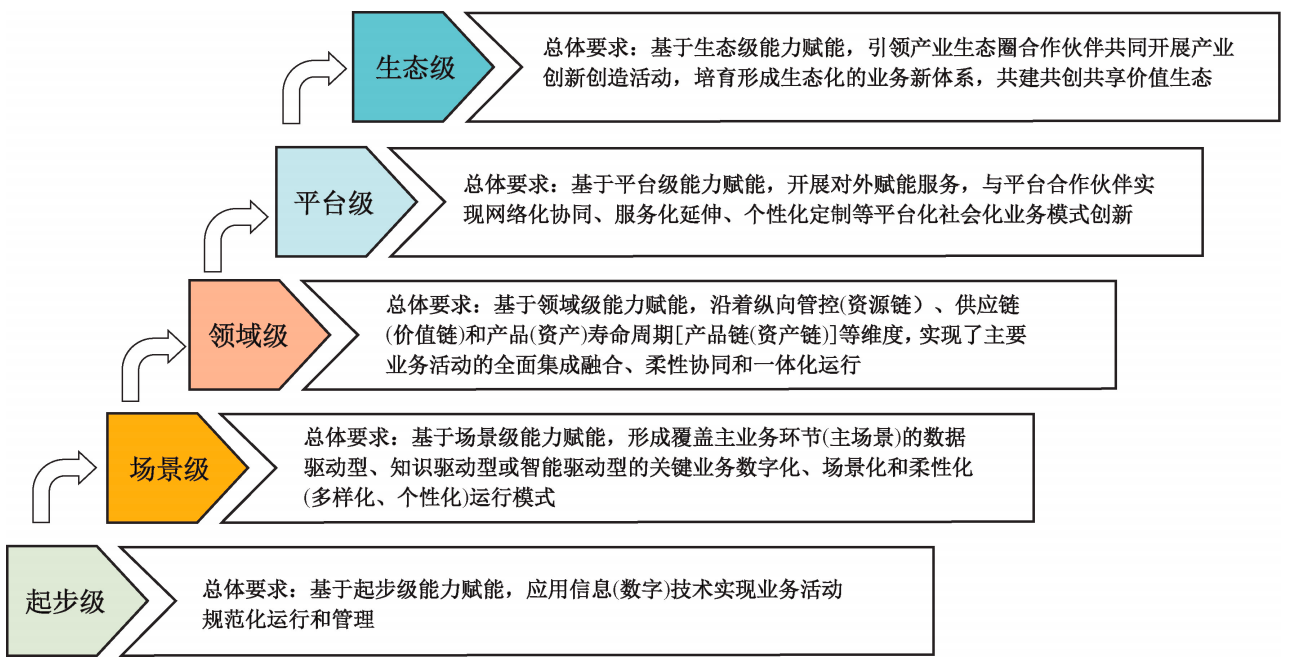 生态级
总体要求：基于生态级能力赋能，引领产业生态圈合作伙伴共同开展产业
创新创造活动，培育形成生态化的业务新体系，共建共创共享价值生态
平台级
总体要求：基于平台级能力赋能，开展对外赋能服务，与平台合作伙伴实
现网络化协同、服务化延伸、个性化定制等平台化社会化业务模式创新
领域级
总体要求：基于领域级能力赋能，沿着纵向管控(资源链）、供应链
(价值链)和产品(资产)寿命周期[产品链(资产链)]等维度，实现了主要
业务活动的全面集成融合、柔性协同和一体化运行
场景级
总体要求：基于场景级能力赋能，形成覆盖主业务环节(主场景)的数据
驱动型、知识驱动型或智能驱动型的关键业务数字化、场景化和柔性化
(多样化、个性化)运行模式
起步级
总体要求：基于起步级能力赋能，应用信息(数字)技术实现业务活动
规范化运行和管理